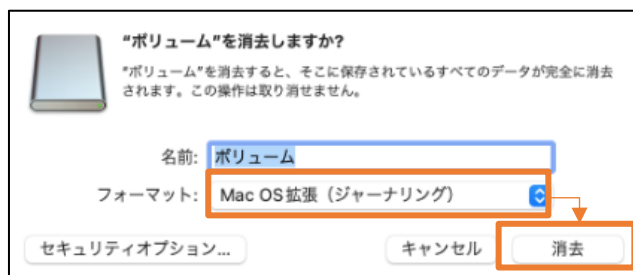 "ボリューム"を消去しますか?
"ボリューム"を消去すると、そこに保存されているすべてのデータが完全に消去
されます。この操作は取り消せません。
名前: ボリューム
フォーマット: Mac OS拡張（ジャーナリング）
セキュリティオプション... キャンセル 消去